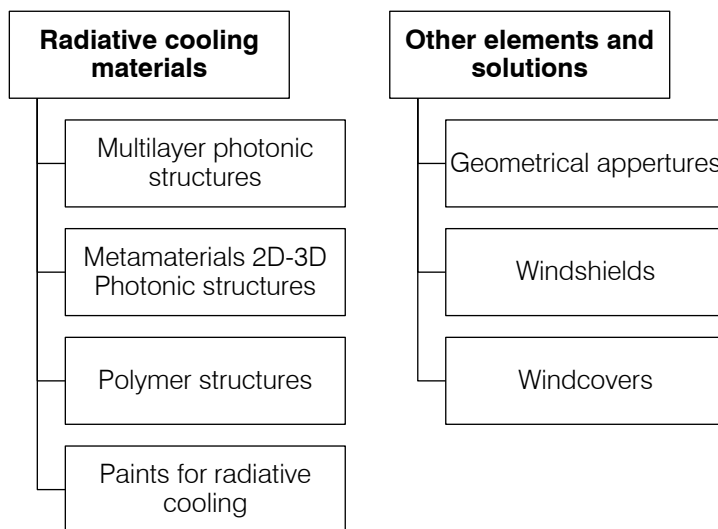 Radiative cooling
materials
Multilayer photonic
structures
Metamaterials 2D-3D
Photonic structures
Polymer structures
Paints for radiative
cooling
Other elements and
solutions
Geometrical appertures
Windshields
Windcovers